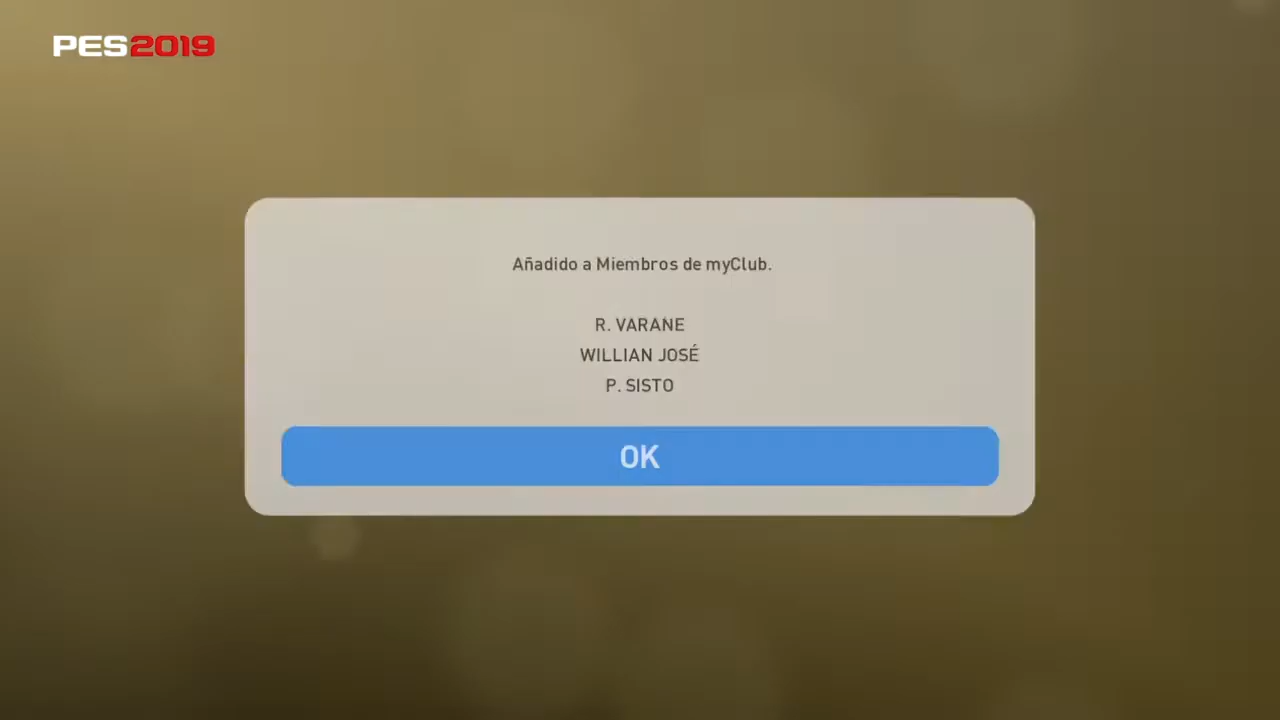 PES2019
Añadido a Miembros de myClub.
R. VARANE
WILLIAN JOSÉ
P. SISTO
OK